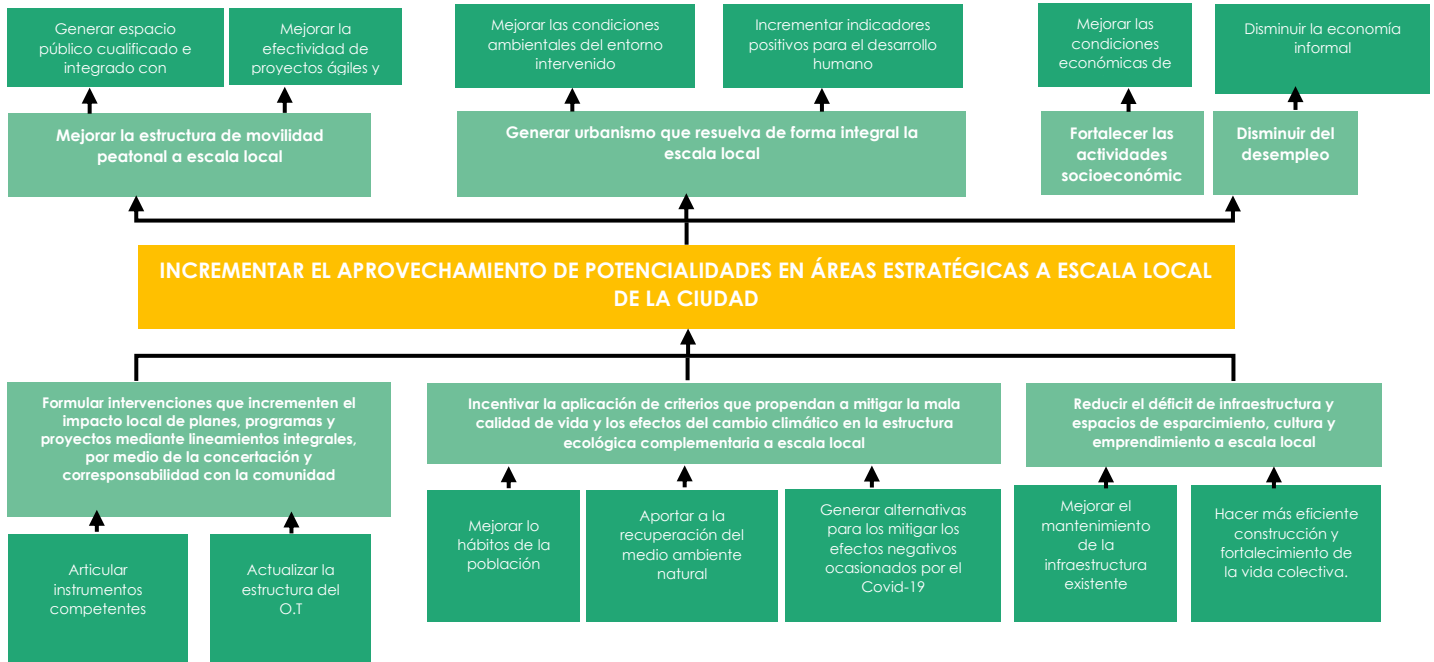 Generar espacio
público cualificado e
integrado con
Mejorar la
efectividad de
proyectos ágiles y
Mejorar las condiciones
ambientales del entorno
intervenido
Incrementar indicadores
positivos para el desarrollo
humano
Mejorar las
condiciones
económicas de
Disminuir la economía
informal
Mejorar la estructura de movilidad
peatonal a escala local
Generar urbanismo que resuelva de forma integral la
escala local
Fortalecer las
actividades
socioeconómic
Disminuir del
desempleo
INCREMENTAR EL APROVECHAMIENTO DE POTENCIALIDADES EN ÁREAS ESTRATÉGICAS A ESCALA LOCAL
DE LA CIUDAD
Formular intervenciones que incrementen el
impacto local de planes, programas y
proyectos mediante lineamientos integrales,
por medio de la concertación y
corresponsabilidad con la comunidad
Incentivar la aplicación de criterios que propendan a mitigar la mala
calidad de vida y los efectos del cambio climático en la estructura
ecológica complementaria a escala local
Reducir el déficit de infraestructura y
espacios de esparcimiento, cultura y
emprendimiento a escala local
Articular
instrumentos
competentes
Actualizar la
estructura del
O.T
Mejorar lo
hábitos de la
población
Aportar a la
recuperación del
medio ambiente
natural
Generar alternativas
para los mitigar los
efectos negativos
ocasionados por el
Covid-19
Mejorar el
mantenimiento
de la
infraestructura
existente
Hacer más eficiente
construcción y
fortalecimiento de
la vida colectiva.